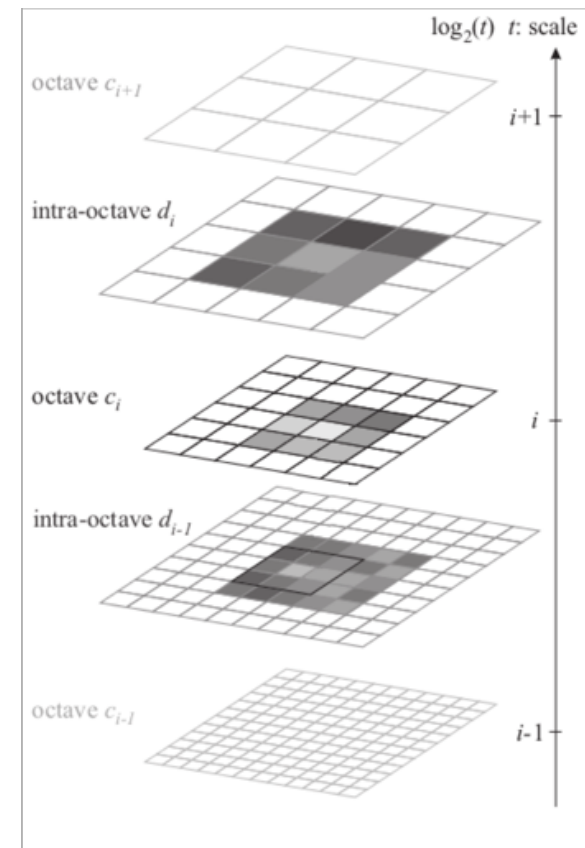 log₂(t) t: scale
octave cᵢ₊₁
i+1
intra-octave dᵢ
octave cᵢ
i
intra-octave dᵢ₋₁
octave cᵢ₋₁
i-1